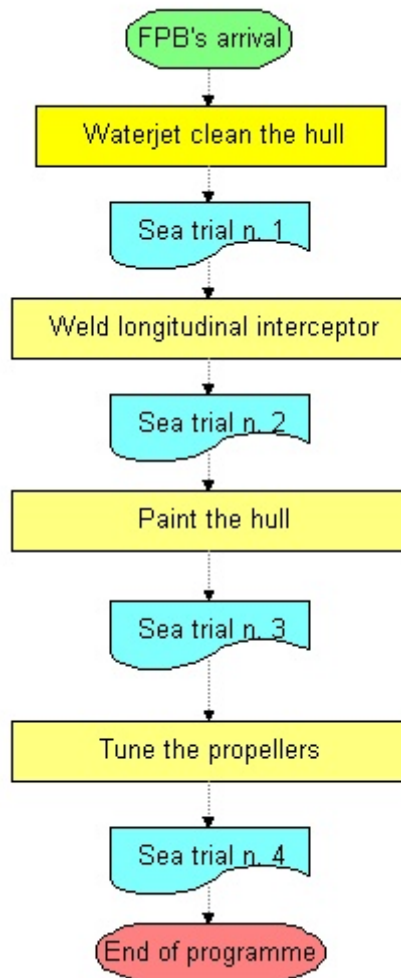 FPB's arrival
Waterjet clean the hull
Sea trial n. 1
Weld longitudinal interceptor
Sea trial n. 2
Paint the hull
Sea trial n. 3
Tune the propellers
Sea trial n. 4
End of programme